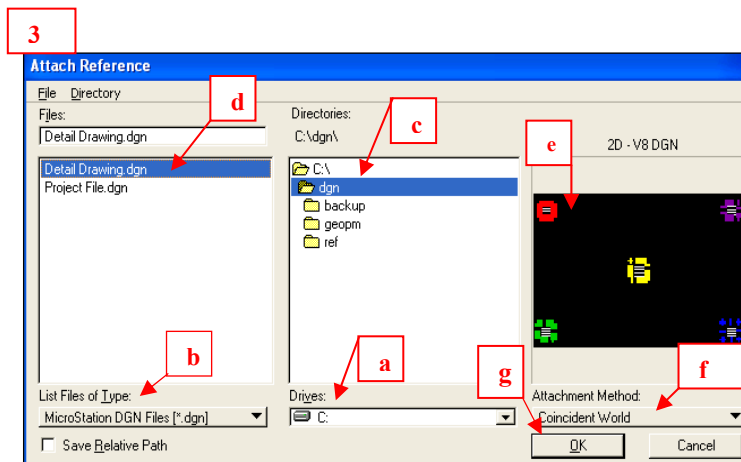 3
Attach Reference
File Directory
d
Files:
Directories:
Detail Drawing.dgn
C:\dgn\
c
e
2D - V8 DGN
Detail Drawing.dgn
Project File.dgn
C:\
dgn
backup
geopm
ref
b
a
g
f
List Files of Type:
Drives:
Attachment Method:
MicroStation DGN Files [*.dgn]
C:
Coincident World
Save Relative Path
OK
Cancel